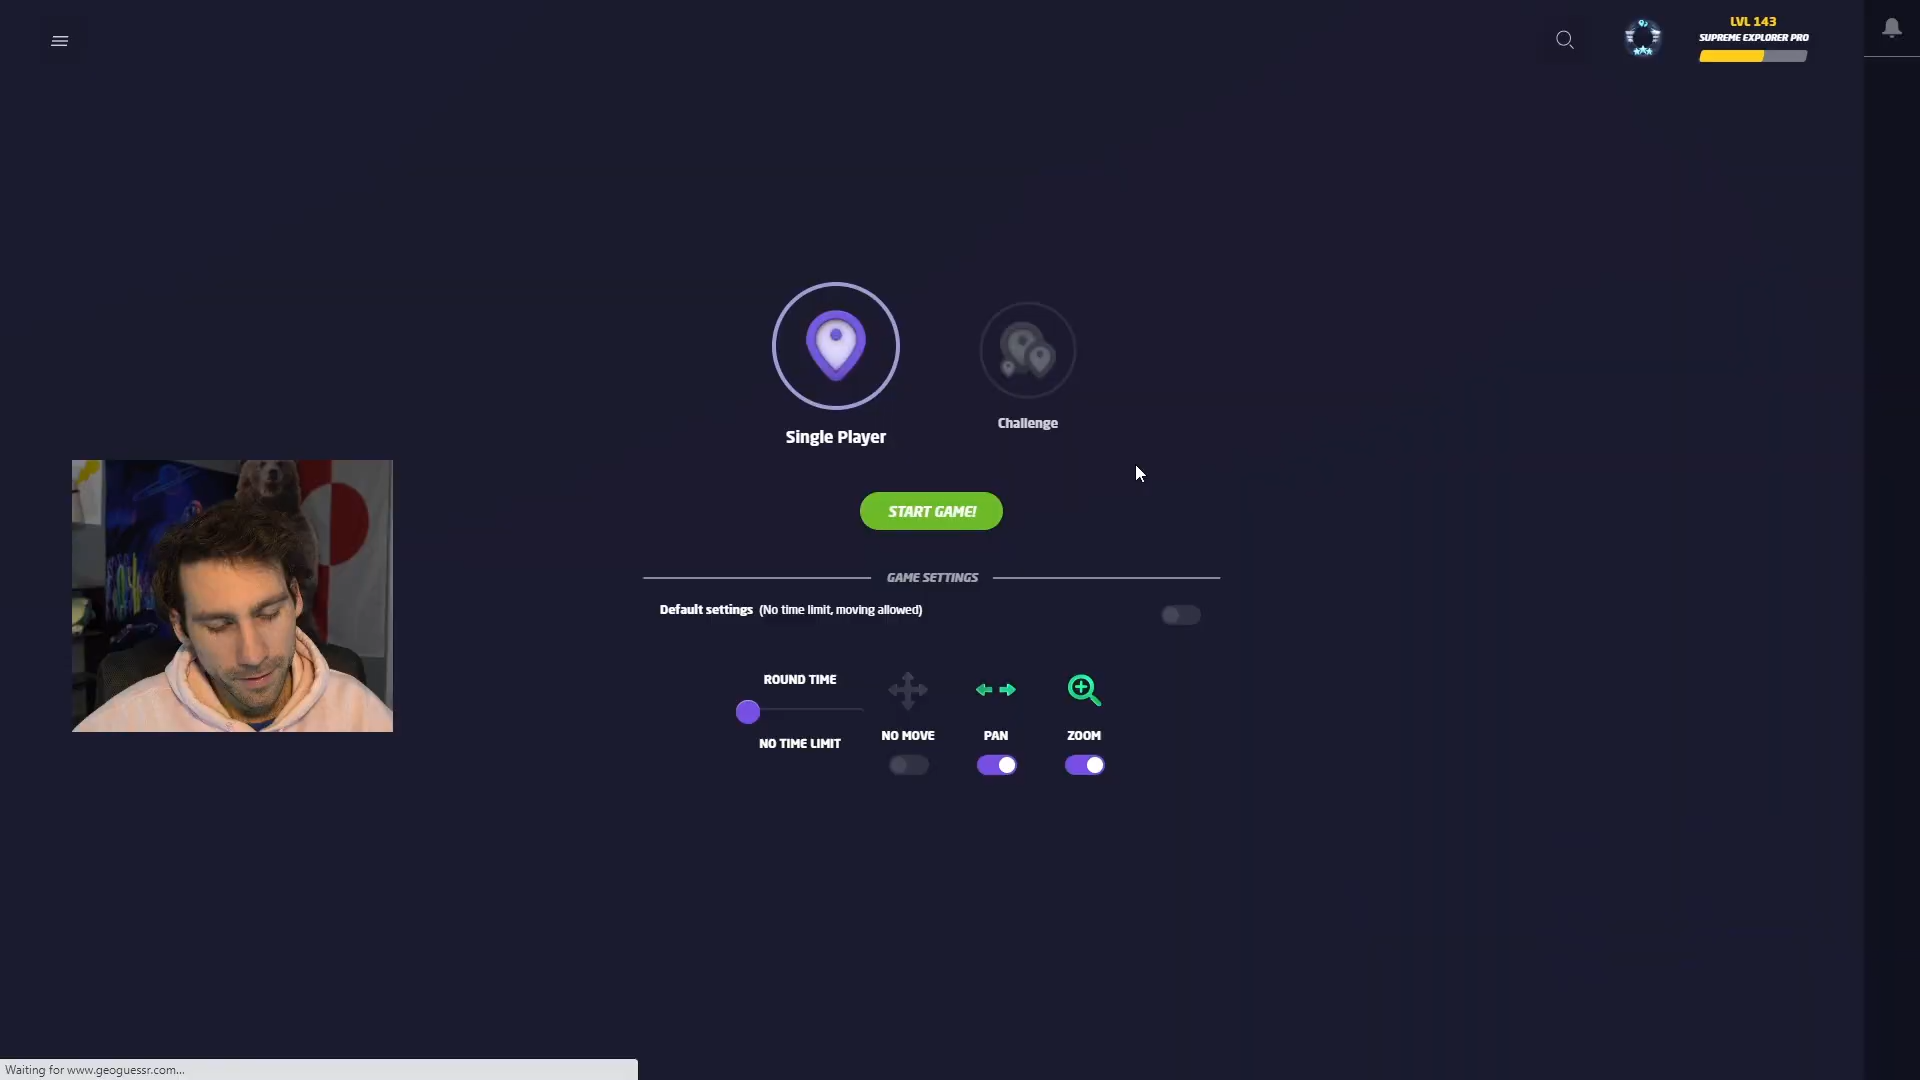 LVL 143
SUPREME EXPLORER PRO
Single Player
Challenge
START GAME!
GAME SETTINGS
Default settings (No time limit, moving allowed)
ROUND TIME
NO TIME LIMIT
NO MOVE
PAN
ZOOM
Waiting for www.geoguessr.com...